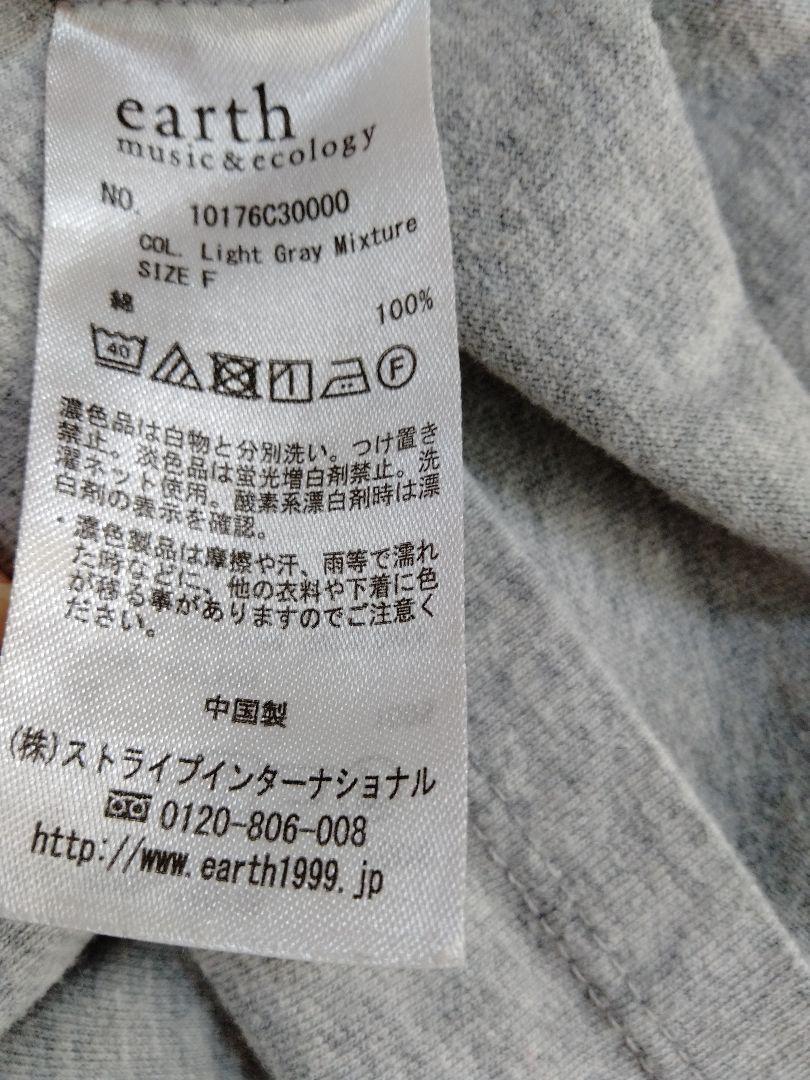 earth
music&ecology
NO. 10176C30000
COL. Light Gray Mixture
SIZE F
綿 100%
40 F
濃色品は白物と分別洗い。つけ置き
禁止。淡色品は蛍光増白剤禁止。洗
濯ネット使用。酸素系漂白剤時は漂
白剤の表示を確認。
・濃色製品は摩擦や汗、雨等で濡れ
た時などに、他の衣料や下着に色
が移る事がありますのでご注意く
ださい。
中国製
(株)ストライプインターナショナル
0120-806-008
http://www.earth1999.jp